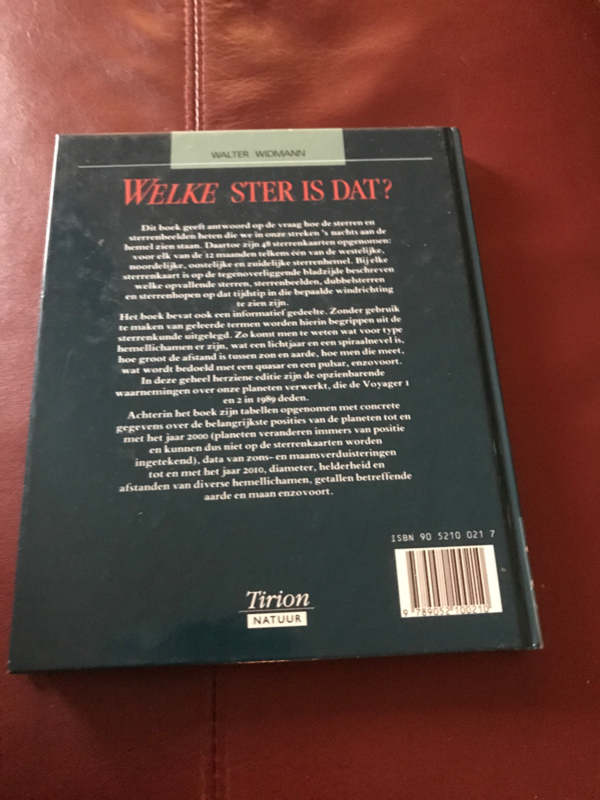 WALTER WIDMANN
WELKE STER IS DAT?
Dit boek geeft antwoord op de vraag hoe de sterren en
sterrenbeelden heten die we in onze streken 's nachts aan de
hemel zien staan. Daartoe zijn 48 sterrenkaarten opgenomen:
voor elk van de 12 maanden telkens één van de westelijke,
noordelijke, oostelijke en zuidelijke sterrenhemel. Bij elke
sterrenkaart is op de tegenoverliggende bladzijde beschreven
welke opvallende sterren, sterrenbeelden, dubbelsterren
en sterrenhopen op dat tijdstip in die bepaalde windrichting
te zien zijn.
Het boek bevat ook een informatief gedeelte. Zonder gebruik
te maken van geleerde termen worden hierin begrippen uit de
sterrenkunde uitgelegd. Zo komt men te weten wat voor type
hemellichamen er zijn, wat een lichtjaar en een spiraalnevel is,
hoe groot de afstand is tussen zon en aarde, hoe men die meet,
wat wordt bedoeld met een quasar en een pulsar, enzovoort.
In deze geheel herziene editie zijn de opzienbarende
waarnemingen over onze planeten verwerkt, die de Voyager 1
en 2 in 1989 deden.
Achterin het boek zijn tabellen opgenomen met concrete
gegevens over de belangrijkste posities van de planeten tot en
met het jaar 2000 (planeten veranderen immers van positie
en kunnen dus niet op de sterrenkaarten worden
ingetekend), data van zons- en maansverduisteringen
tot en met het jaar 2010, diameter, helderheid en
afstanden van diverse hemellichamen, getallen betreffende
aarde en maan enzovoort.
ISBN 90 5210 021 7
9 789052 100210
Tirion
NATUUR